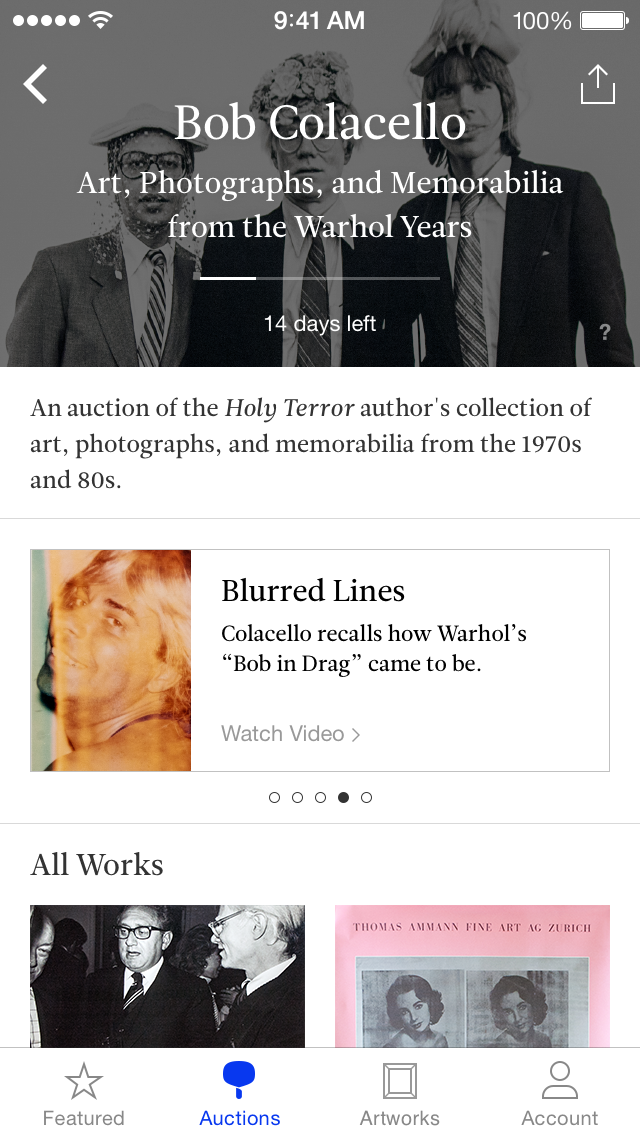 9:41 AM
100%
Bob Colacello
Art, Photographs, and Memorabilia
from the Warhol Years
14 days left
?
An auction of the Holy Terror author's collection of
art, photographs, and memorabilia from the 1970s
and 80s.
Blurred Lines
Colacello recalls how Warhol’s
“Bob in Drag” came to be.
Watch Video >
All Works
THOMAS AMMANN FINE ART AG ZURICH
Featured
Auctions
Artworks
Account